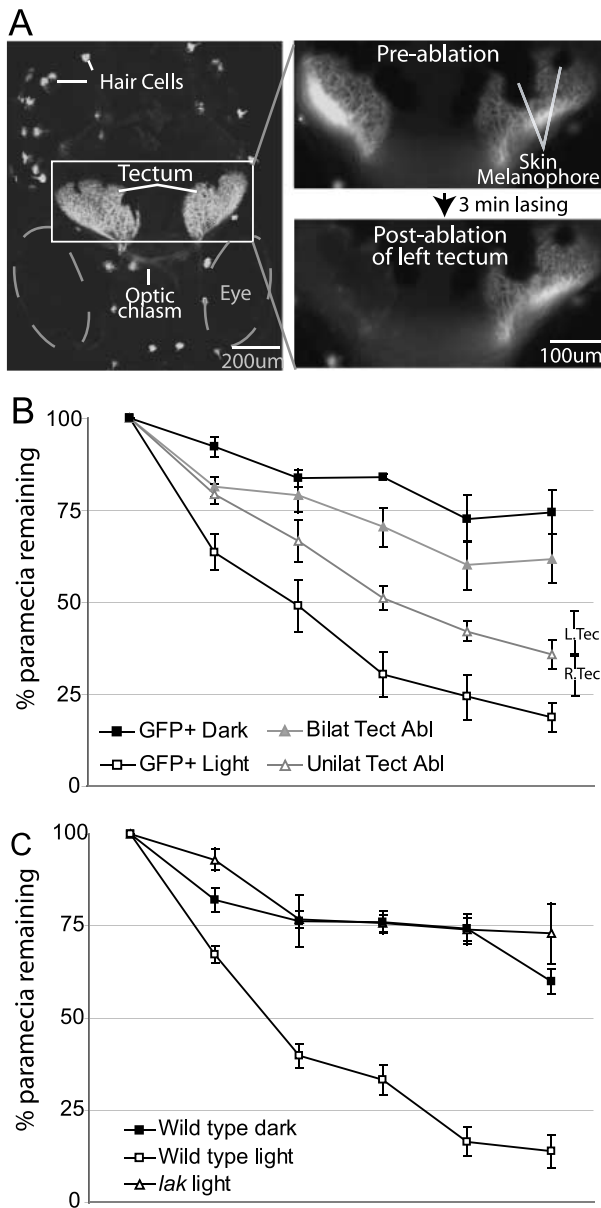 A
Hair Cells
Tectum
Optic
chiasm
Eye
200um
Pre-ablation
Skin
Melanophore
3 min lasing
Post-ablation
of left tectum
100um
B
% paramecia remaining
100
75
50
25
0
L.Tec
R.Tec
GFP+ Dark
Bilat Tect Abl
GFP+ Light
Unilat Tect Abl
C
% paramecia remaining
100
75
50
25
0
Wild type dark
Wild type light
lak light